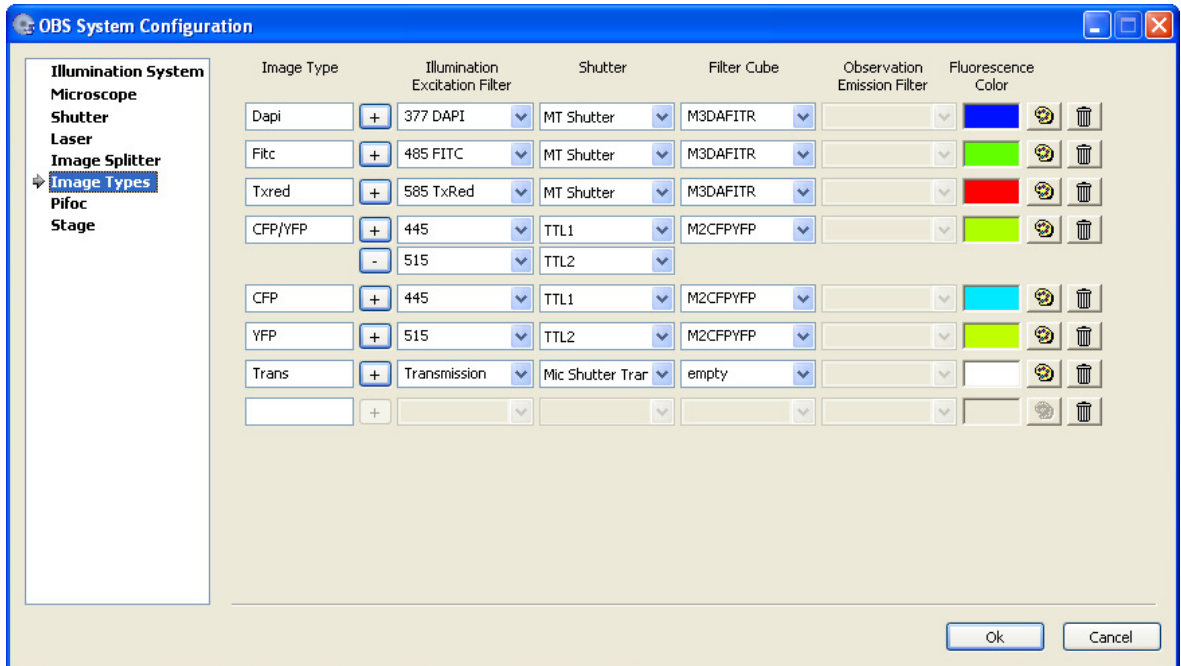 OBS System Configuration
Illumination System
Microscope
Shutter
Laser
Image Splitter
Image Types
Pifoc
Stage
Image Type Illumination Excitation Filter Shutter Filter Cube Observation Emission Filter Fluorescence Color
Dapi + 377 DAPI MT Shutter M3DAFITR
Fitc + 485 FITC MT Shutter M3DAFITR
Txred + 585 TxRed MT Shutter M3DAFITR
CFP/YFP + 445 TTL1 M2CFPYFP
- 515 TTL2
CFP + 445 TTL1 M2CFPYFP
YFP + 515 TTL2 M2CFPYFP
Trans + Transmission Mic Shutter Trar empty
+
Ok Cancel